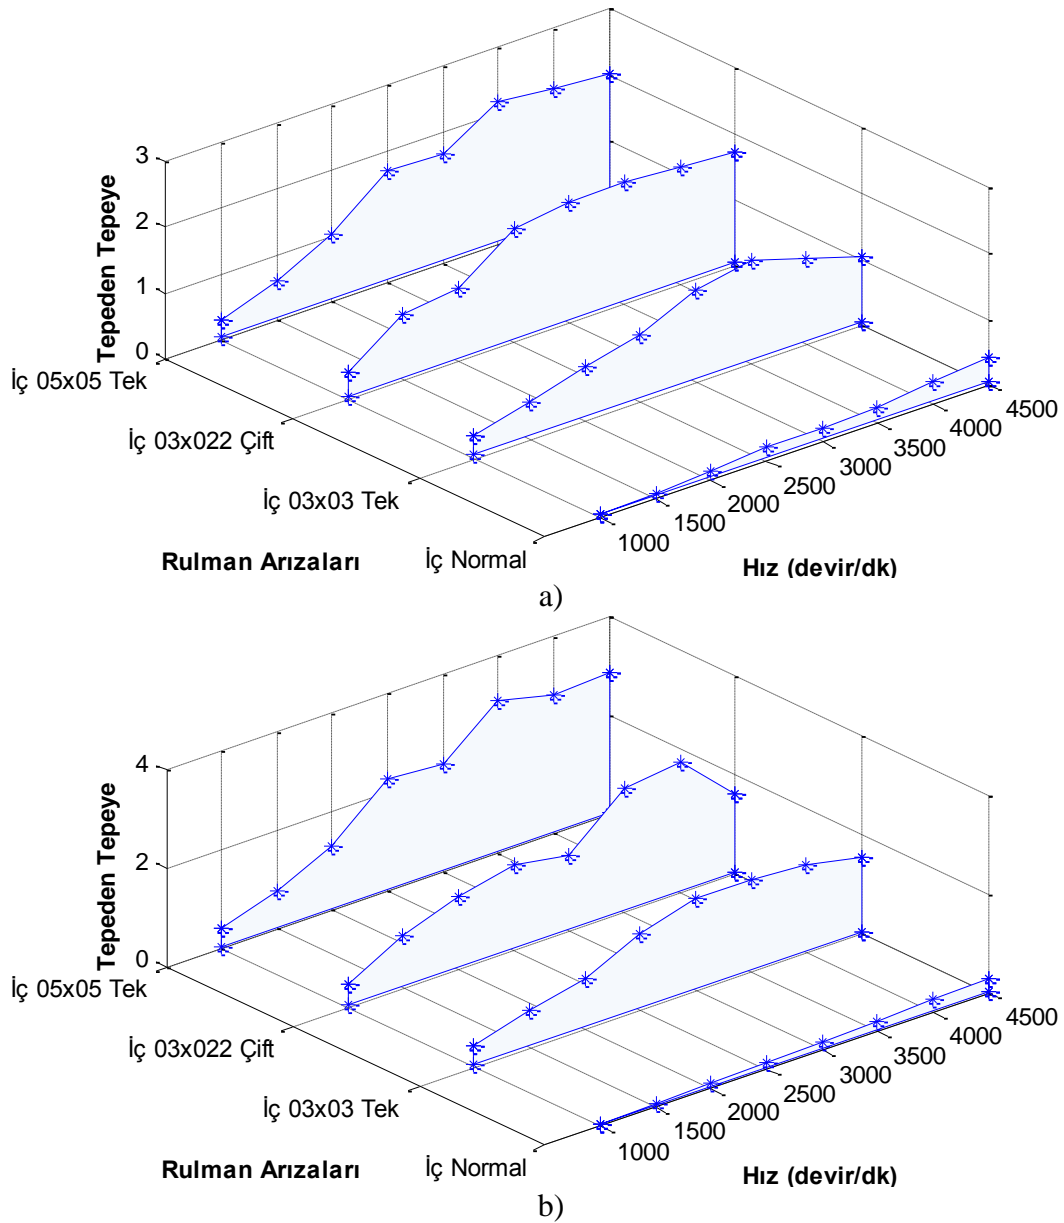 3
2
1
0
Tepeden Tepeye
İç 05x05 Tek
İç 03x022 Çift
İç 03x03 Tek
İç Normal
Rulman Arızaları
1000
1500
2000
2500
3000
3500
4000
4500
Hız (devir/dk)
a)
4
2
0
Tepeden Tepeye
İç 05x05 Tek
İç 03x022 Çift
İç 03x03 Tek
İç Normal
Rulman Arızaları
1000
1500
2000
2500
3000
3500
4000
4500
Hız (devir/dk)
b)